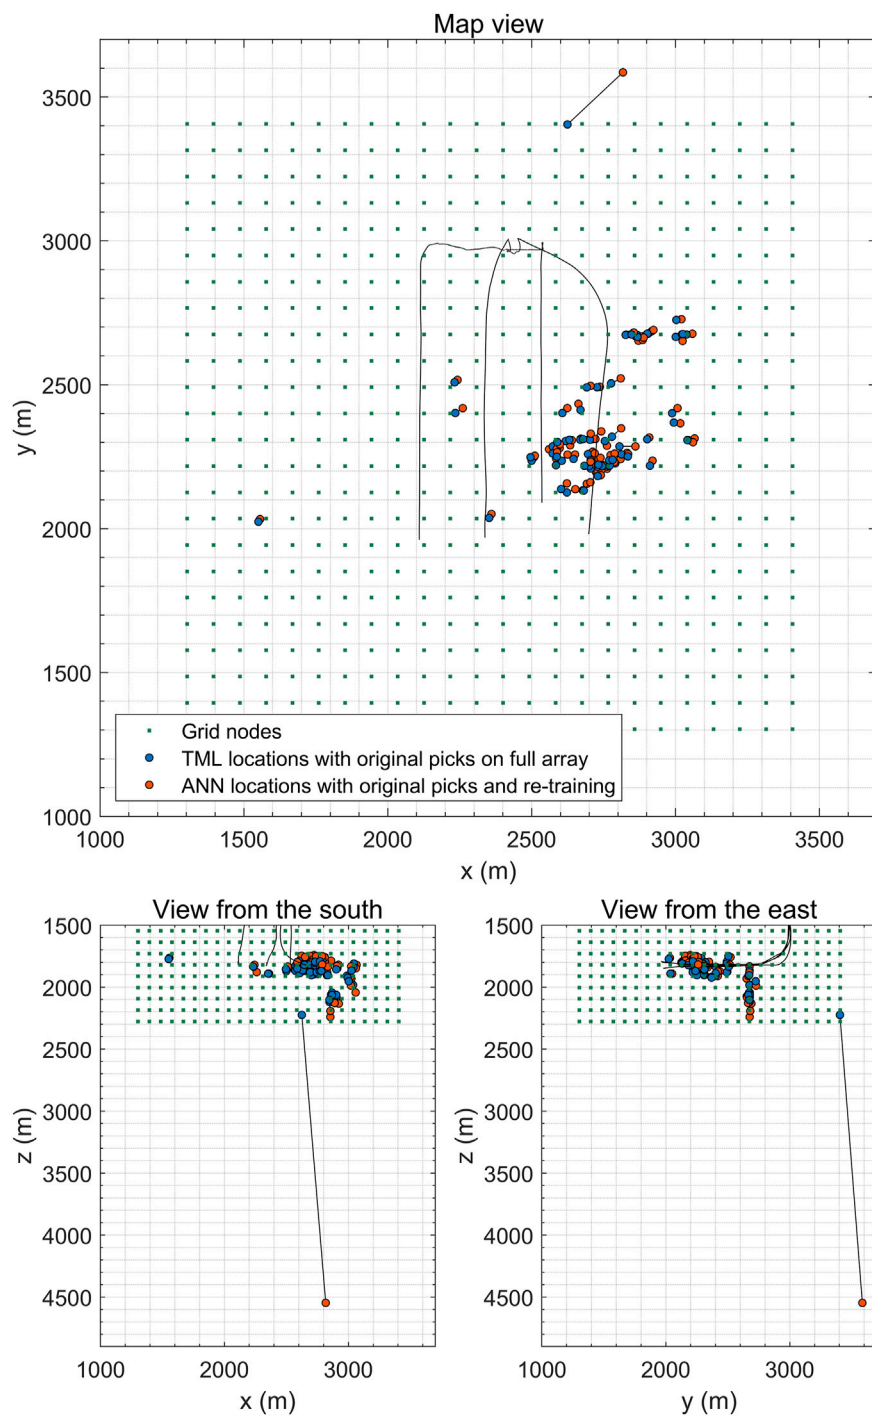 Map view
3500
3000
2500
2000
1500
1000
y (m)
Grid nodes
TML locations with original picks on full array
ANN locations with original picks and re-training
1000 1500 2000 2500 3000 3500
x (m)
View from the south
1500
2000
2500
3000
3500
4000
4500
z (m)
1000 2000 3000
x (m)
View from the east
1500
2000
2500
3000
3500
4000
4500
z (m)
1000 2000 3000
y (m)